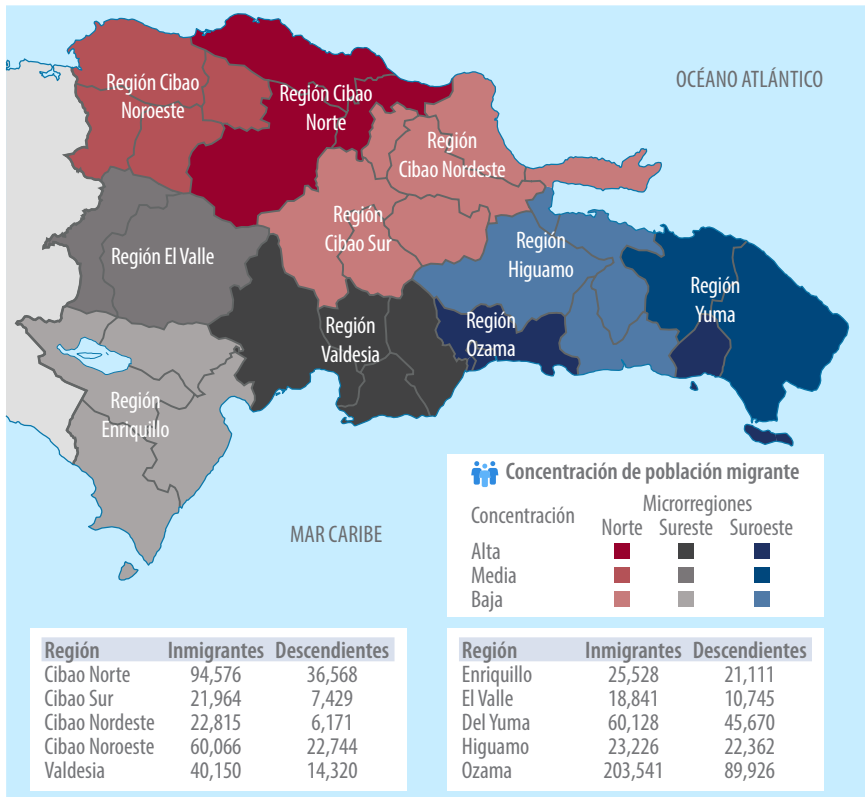 OCÉANO ATLÁNTICO
Región Cibao
Noroeste
Región Cibao
Norte
Región
Cibao Nordeste
Región
Cibao Sur
Región El Valle
Región
Higuamo
Región
Yuma
Región
Ozama
Región
Valdesia
Región
Enriquillo
MAR CARIBE
Concentración de población migrante
Concentración
Microrregiones
Norte Sureste Suroeste
Alta
Media
Baja
Región Inmigrantes Descendientes
Cibao Norte 94,576 36,568
Cibao Sur 21,964 7,429
Cibao Nordeste 22,815 6,171
Cibao Noroeste 60,066 22,744
Valdesia 40,150 14,320
Región Inmigrantes Descendientes
Enriquillo 25,528 21,111
El Valle 18,841 10,745
Del Yuma 60,128 45,670
Higuamo 23,226 22,362
Ozama 203,541 89,926